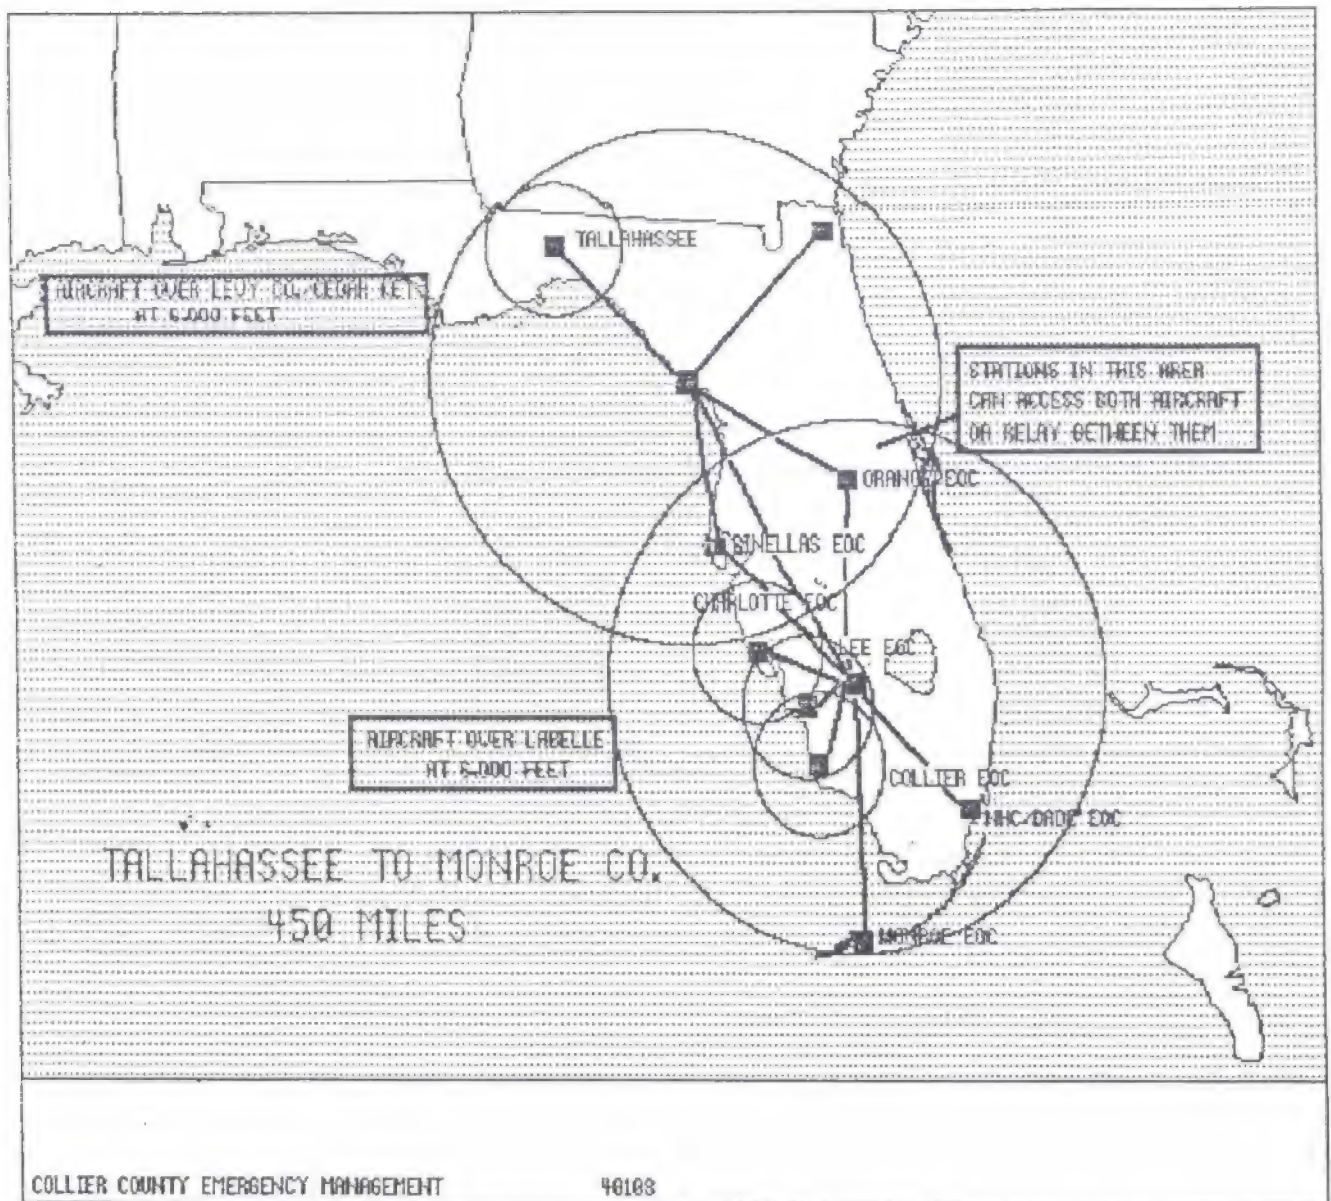 TALLAHASSEE
AIRCRAFT OVER LEVY CO./CEDAR KEY
AT 6,000 FEET
STATIONS IN THIS AREA
CAN ACCESS BOTH AIRCRAFT
OR RELAY BETWEEN THEM
ORANGE EOC
PINELLAS EOC
CHARLOTTE EOC
LEE EOC
AIRCRAFT OVER LABELLE
AT 6,000 FEET
COLLIER EOC
NHC/DADE EOC
TALLAHASSEE TO MONROE CO.
450 MILES
MONROE EOC
COLLIER COUNTY EMERGENCY MANAGEMENT